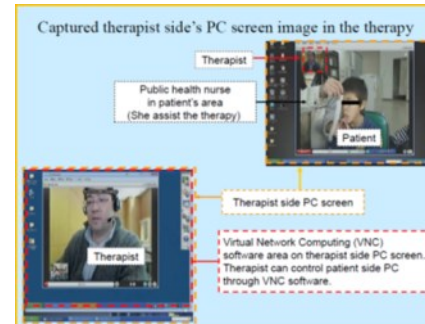 Captured therapist side's PC screen image in the therapy
Therapist
Public health nurse
in patient's area
(She assist the therapy)
Patient
Therapist side PC screen
Therapist
Virtual Network Computing (VNC)
software area on therapist side PC screen.
Therapist can control patient side PC
through VNC software.